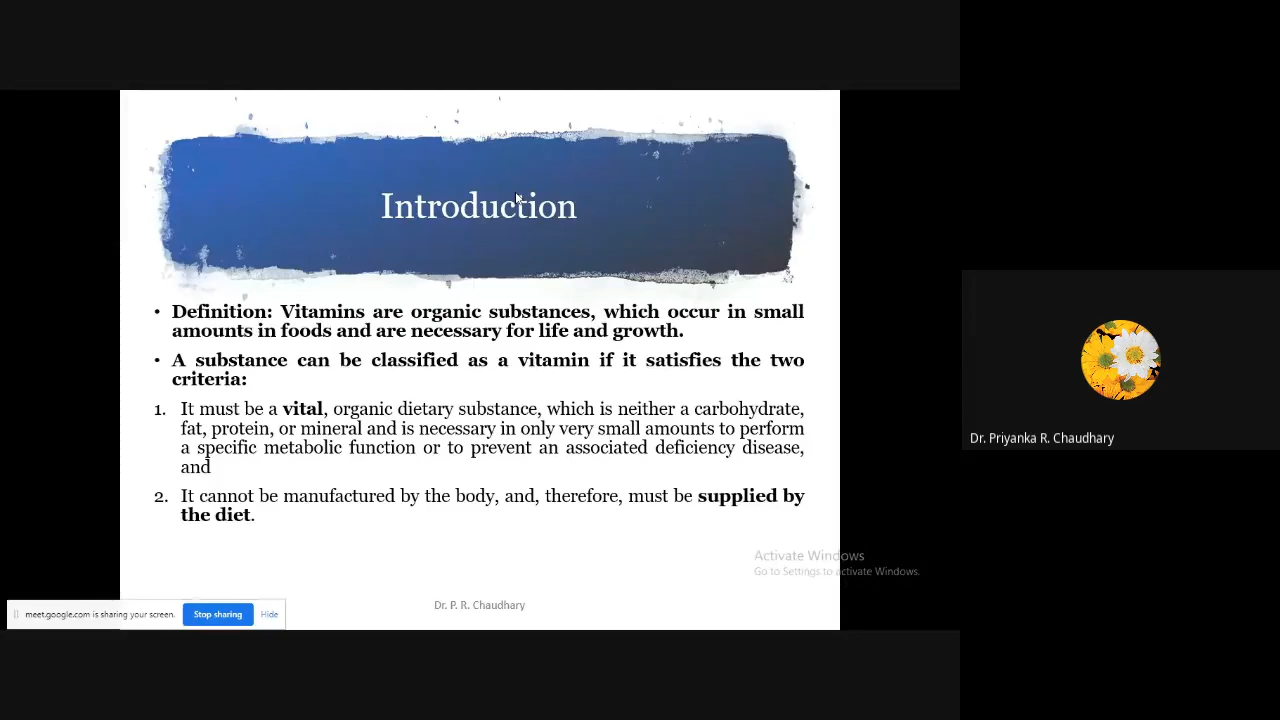 Introduction
• Definition: Vitamins are organic substances, which occur in small
amounts in foods and are necessary for life and growth.
• A substance can be classified as a vitamin if it satisfies the two
criteria:
1. It must be a vital, organic dietary substance, which is neither a carbohydrate,
fat, protein, or mineral and is necessary in only very small amounts to perform
a specific metabolic function or to prevent an associated deficiency disease,
and
2. It cannot be manufactured by the body, and, therefore, must be supplied by
the diet.
Activate Windows
Go to Settings to activate Windows.
Dr. P. R. Chaudhary
meet.google.com is sharing your screen.
Stop sharing
Hide
Dr. Priyanka R. Chaudhary